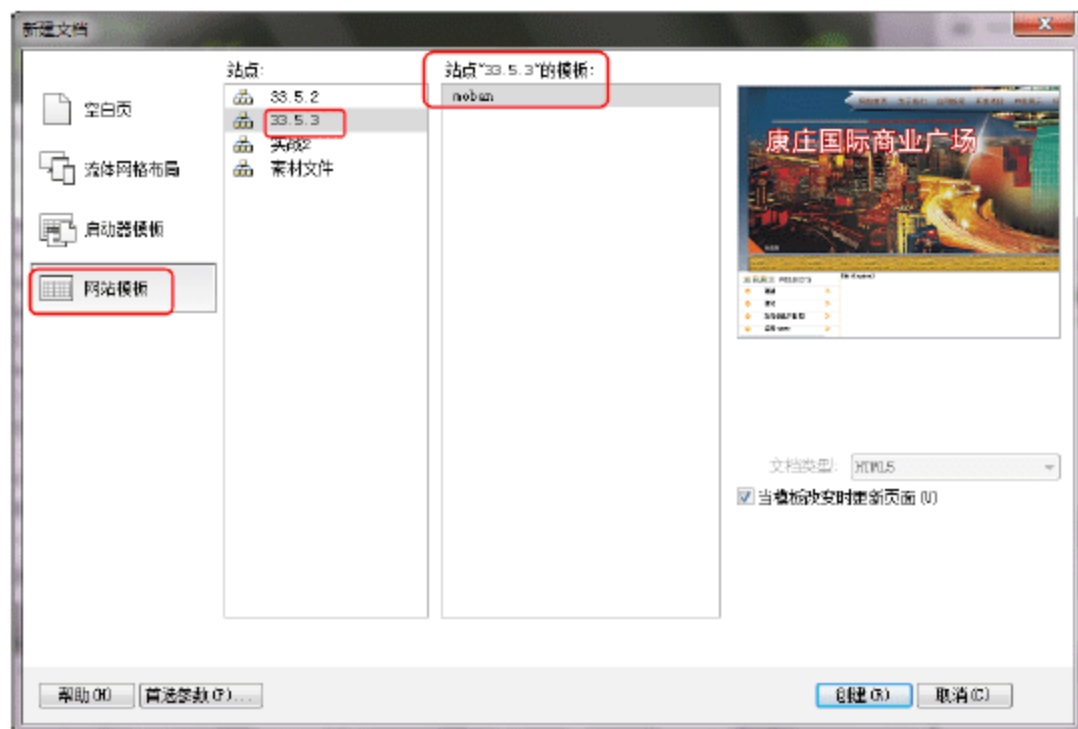 新建文档
站点:
站点“33.5.3”的模板:
空白页
流体网格布局
启动器模板
网站模板
33.5.2
33.5.3
实战2
素材文件
moban
康庄国际商业广场
文档类型:
HTML5
当模板改变时更新页面(U)
帮助(H)
首选参数(P)...
创建(R)
取消(C)